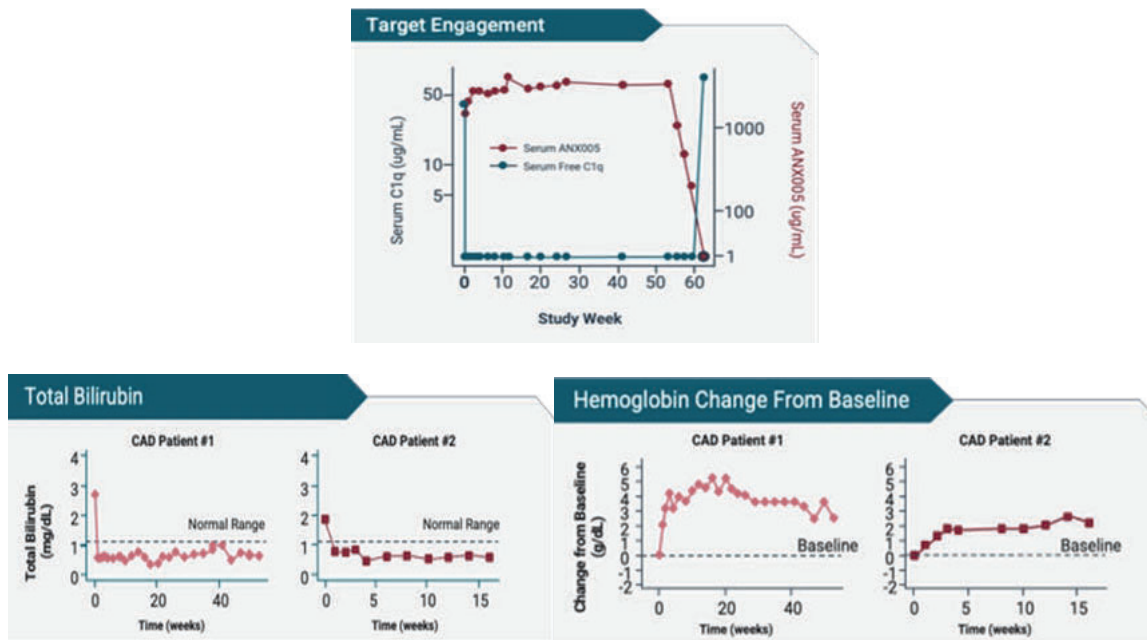 Target Engagement
Serum C1q (ug/mL)
50
10
5
Serum ANX005
Serum Free C1q
1000
100
1
Serum ANX005 (ug/mL)
0 10 20 30 40 50 60
Study Week
Total Bilirubin
CAD Patient #1
Total Bilirubin (mg/dL)
4
3
2
1
0
Normal Range
0 20 40
Time (weeks)
CAD Patient #2
4
3
2
1
0
Normal Range
0 5 10 15
Time (weeks)
Hemoglobin Change From Baseline
CAD Patient #1
Change from Baseline
(g/dL)
6
5
4
3
2
1
0
-1
-2
Baseline
0 20 40
Time (weeks)
CAD Patient #2
6
5
4
3
2
1
0
-1
-2
Baseline
0 5 10 15
Time (weeks)